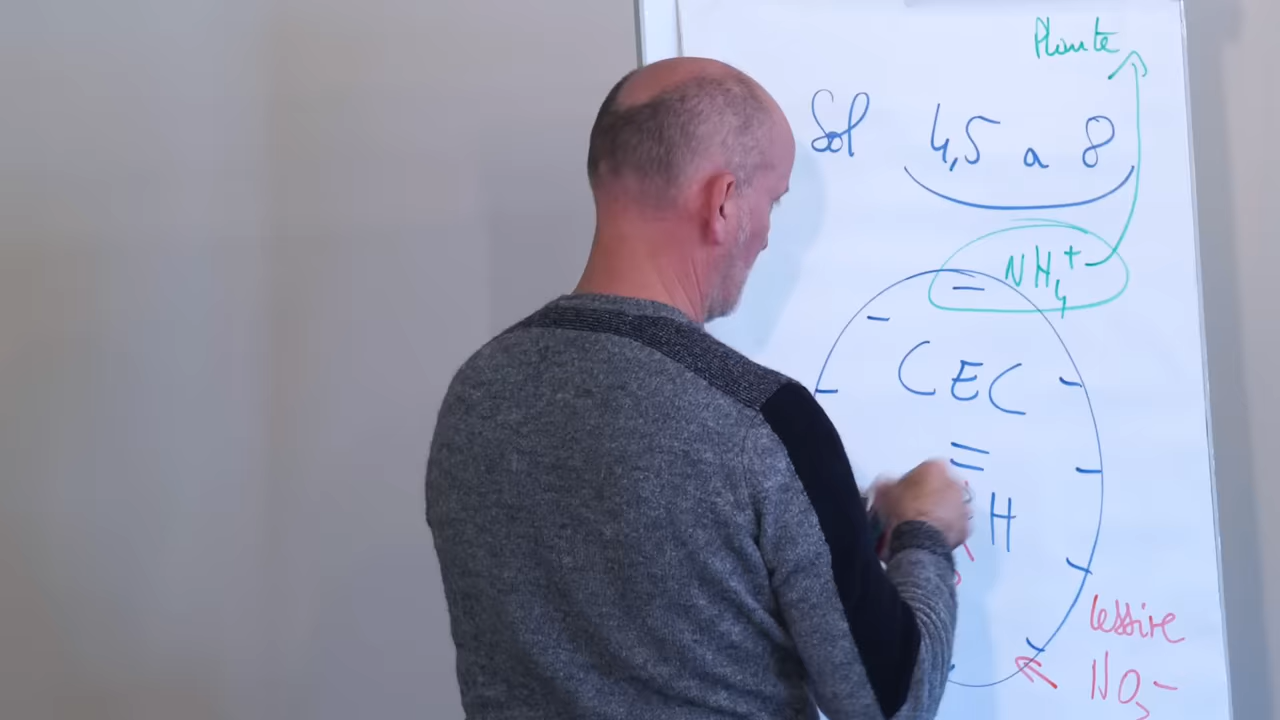 Plante
Sol 4,5 a 8
NH₄⁺
CEC
=
H
lessive
NO₃⁻